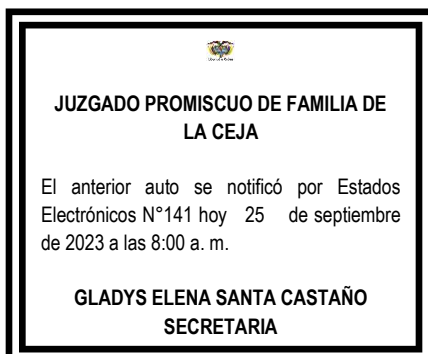 JUZGADO PROMISCUO DE FAMILIA DE
LA CEJA
El anterior auto se notificó por Estados
Electrónicos N°141 hoy 25 de septiembre
de 2023 a las 8:00 a. m.
GLADYS ELENA SANTA CASTAÑO
SECRETARIA